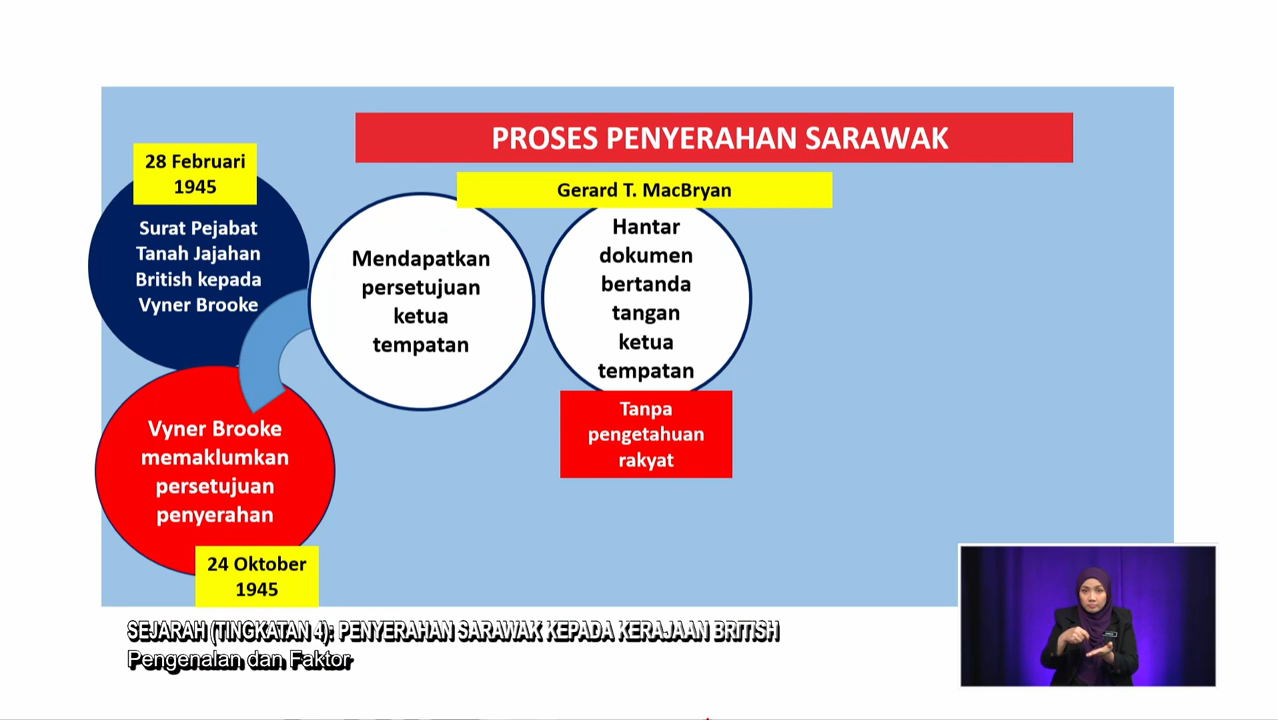 PROSES PENYERAHAN SARAWAK
28 Februari
1945
Surat Pejabat
Tanah Jajahan
British kepada
Vyner Brooke
Vyner Brooke
memaklumkan
persetujuan
penyerahan
24 Oktober
1945
Gerard T. MacBryan
Mendapatkan
persetujuan
ketua
tempatan
Hantar
dokumen
bertanda
tangan
ketua
tempatan
Tanpa
pengetahuan
rakyat
SEJARAH (TINGKATAN 4): PENYERAHAN SARAWAK KEPADA KERAJAAN BRITISH
Pengenalan dan Faktor